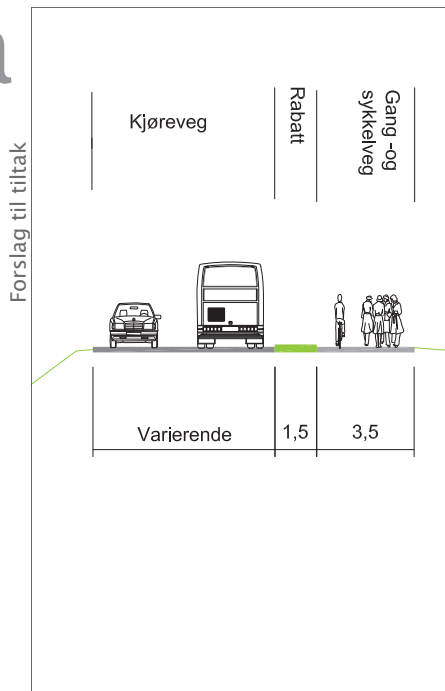 Forslag til tiltak
Kjøreveg
Rabatt
Gang -og
sykkelveg
Varierende
1,5
3,5